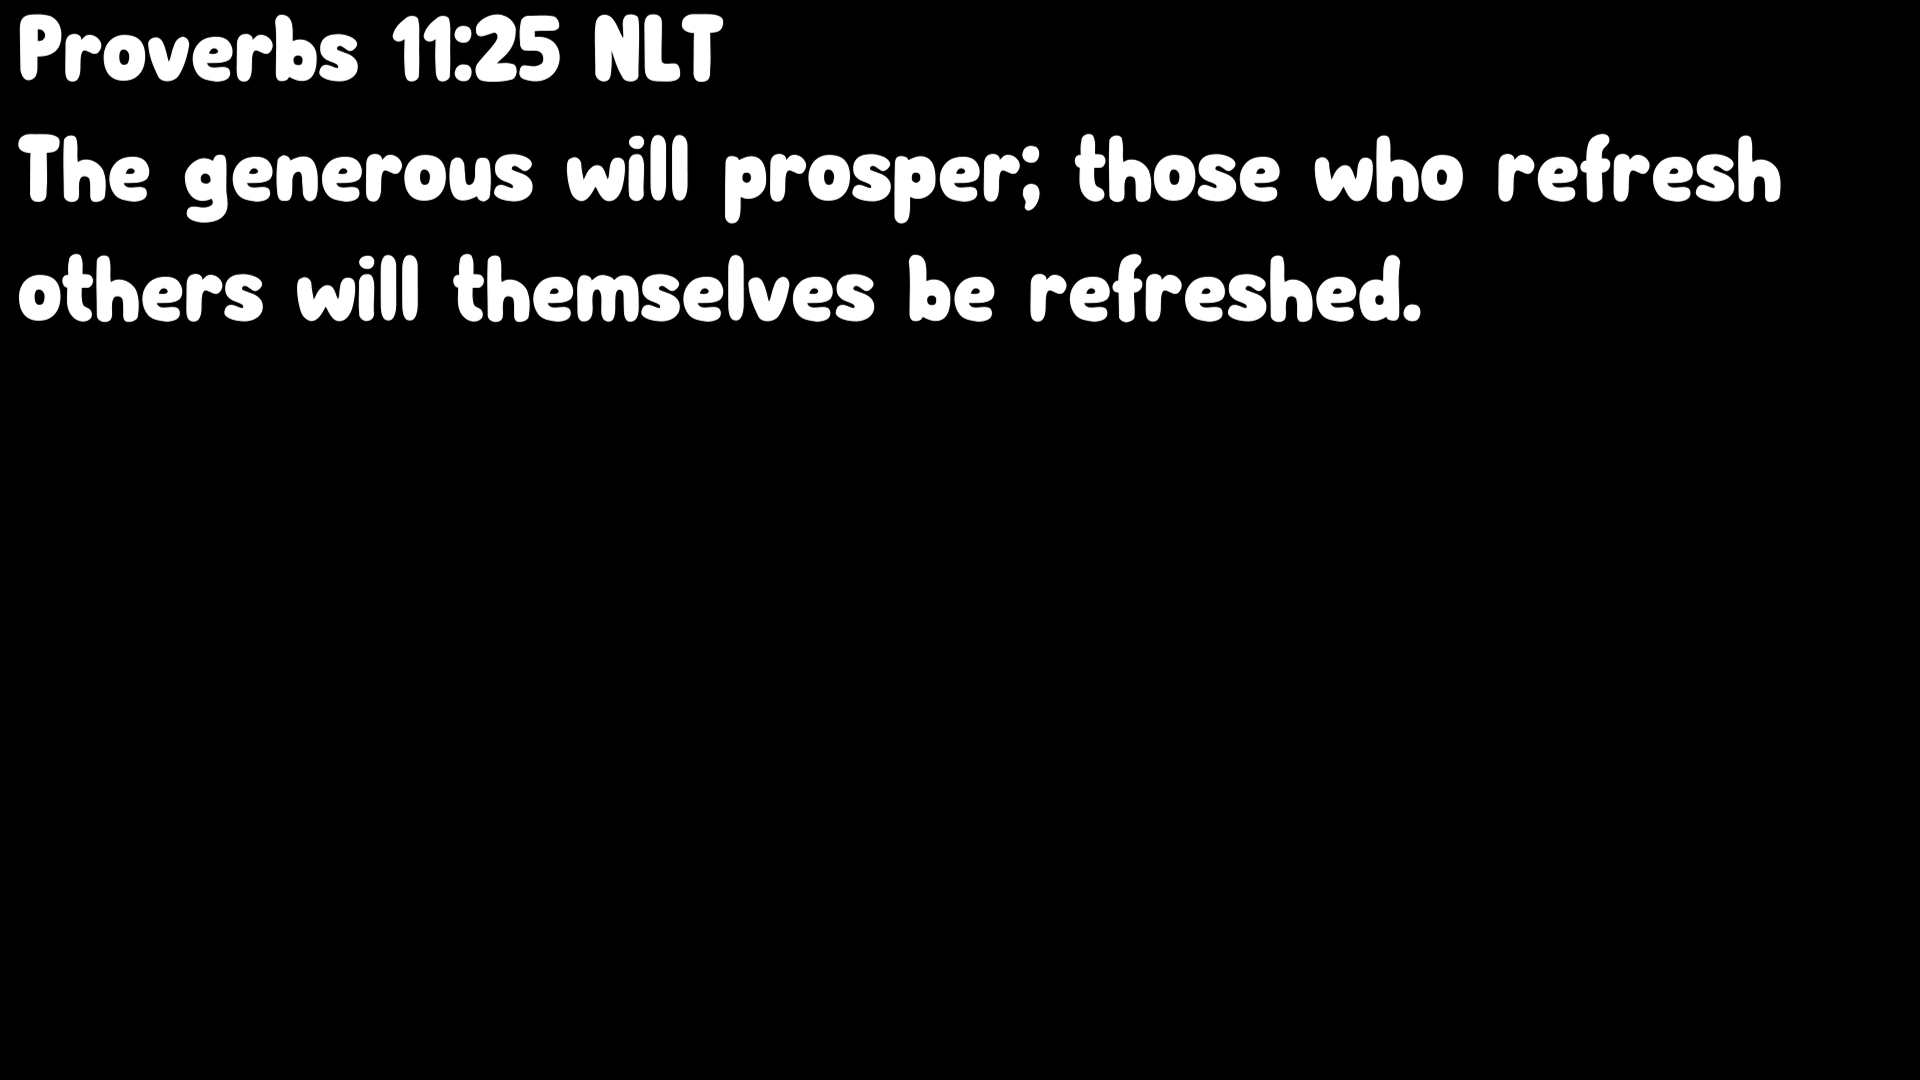 Proverbs 11:25 NLT
The generous will prosper; those who refresh
others will themselves be refreshed.